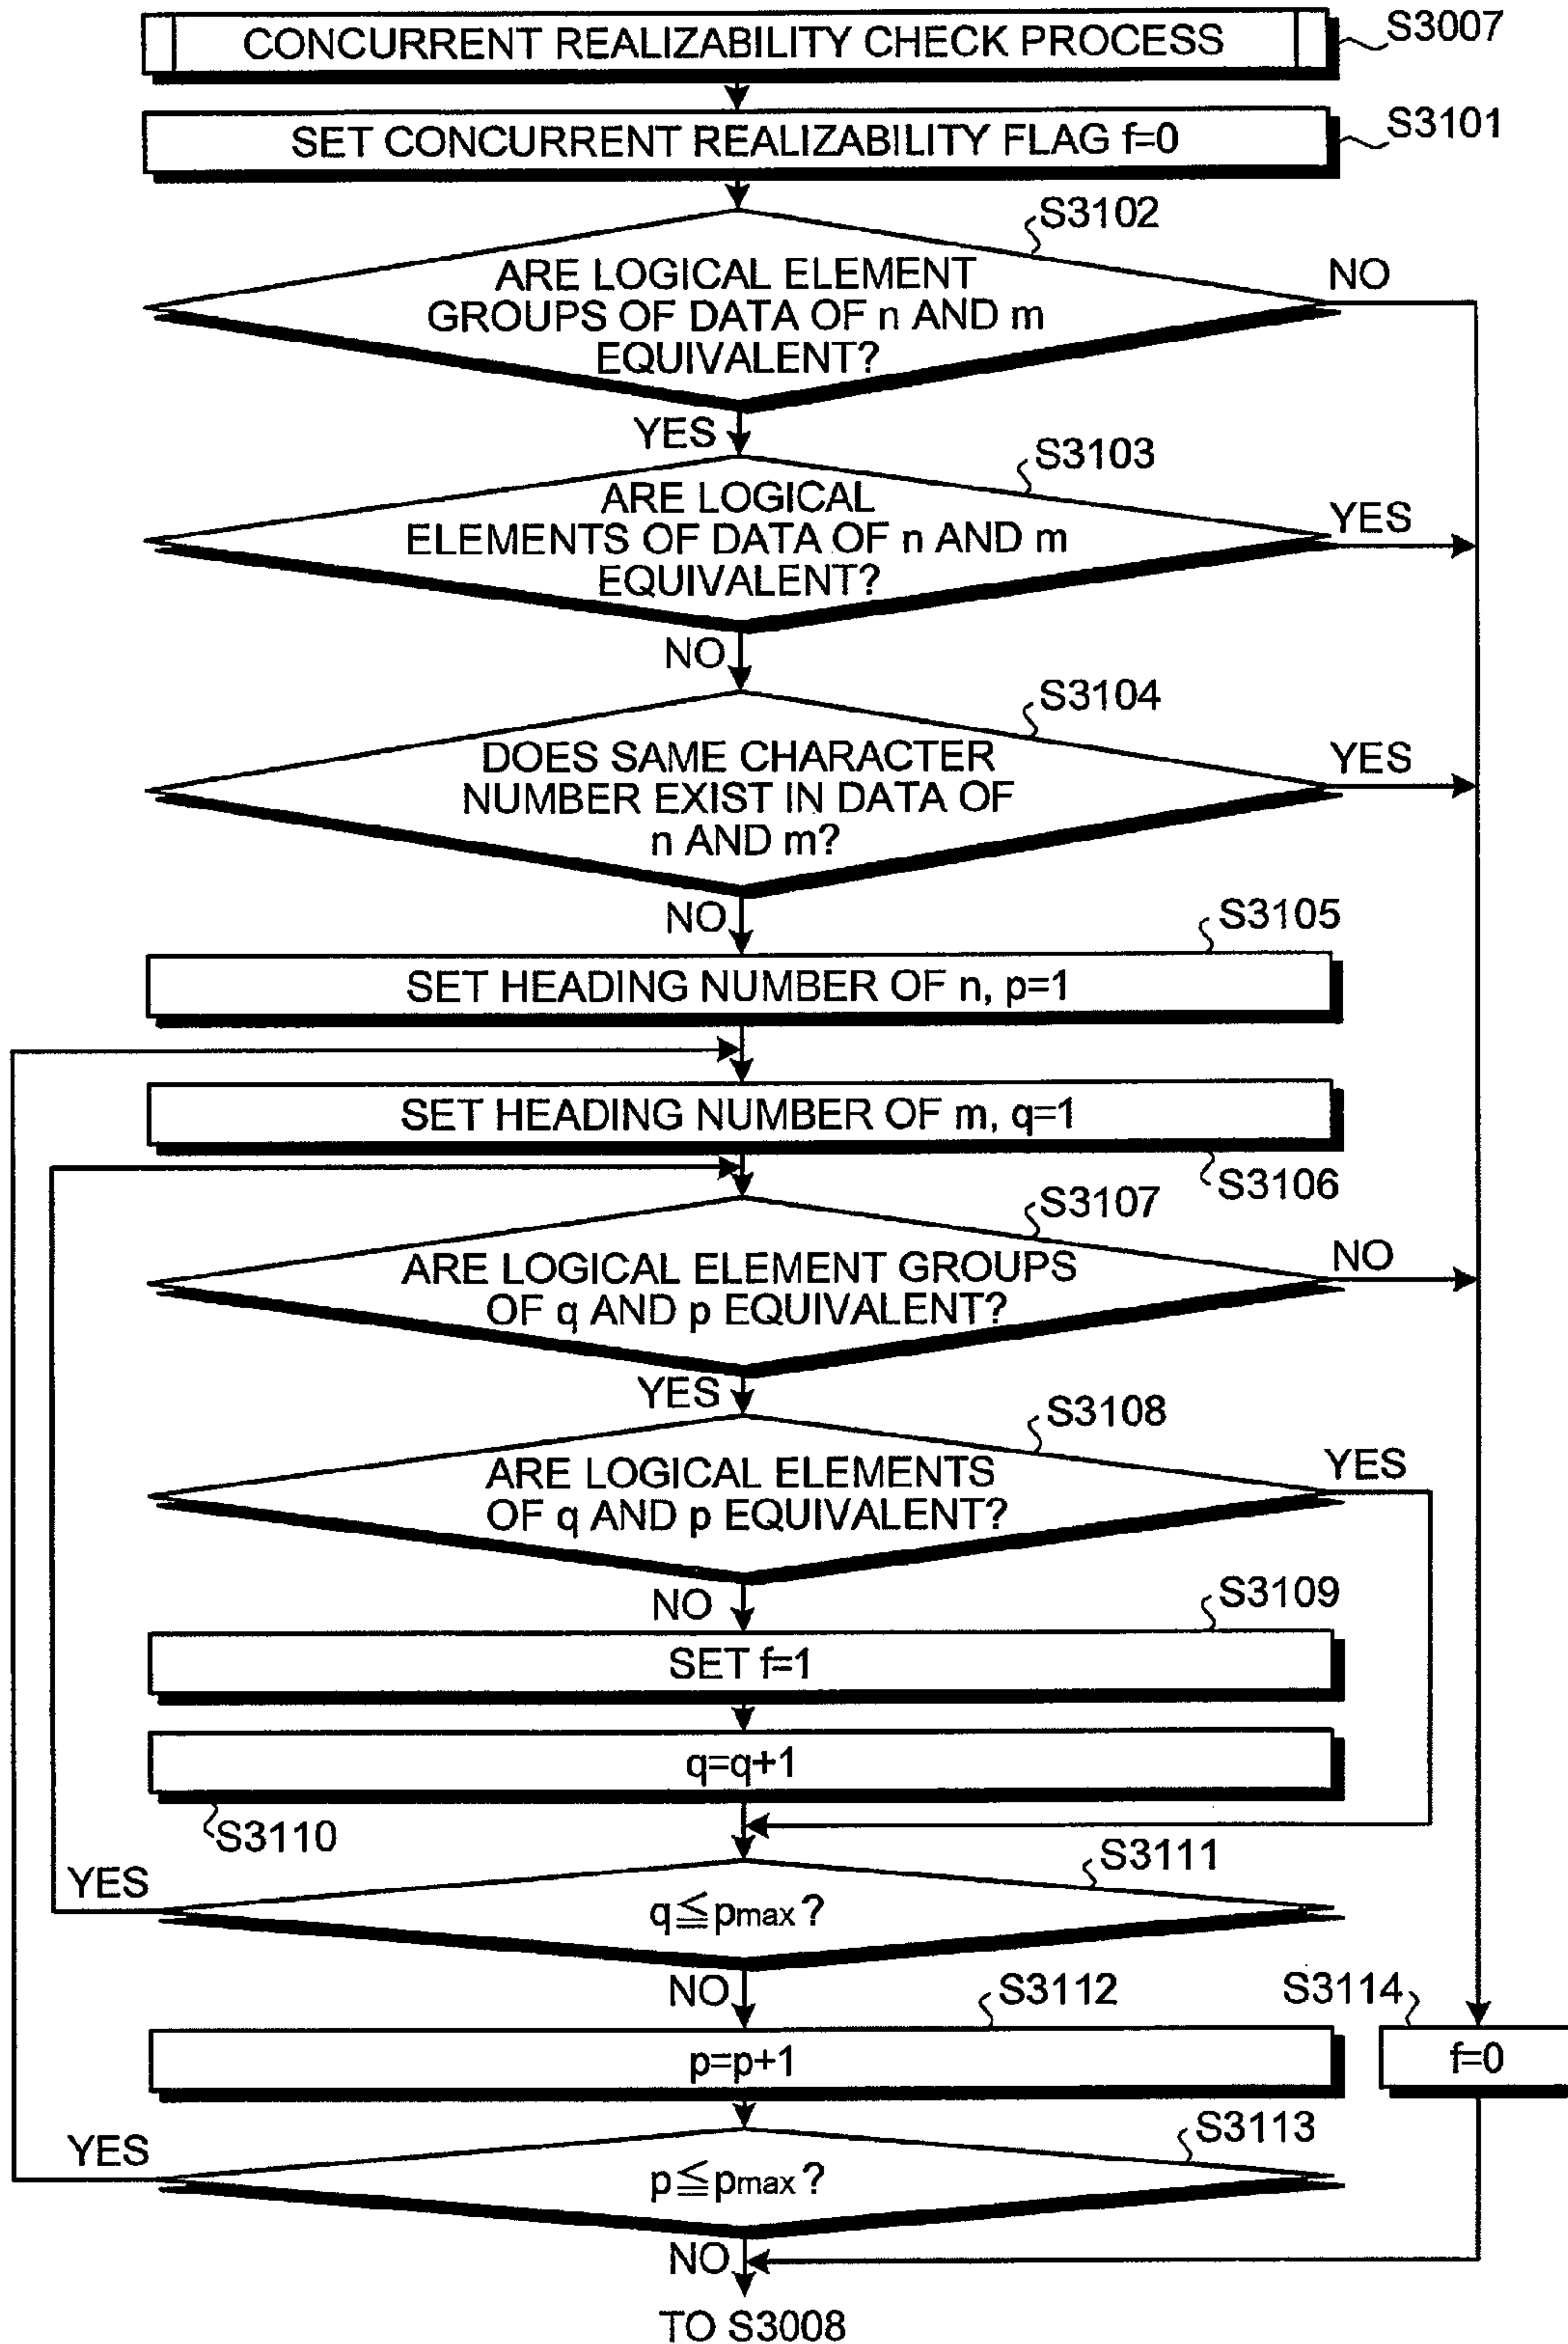 CONCURRENT REALIZABILITY CHECK PROCESS
S3007
SET CONCURRENT REALIZABILITY FLAG f=0
S3101
S3102
ARE LOGICAL ELEMENT
GROUPS OF DATA OF n AND m
EQUIVALENT?
NO
YES
S3103
ARE LOGICAL
ELEMENTS OF DATA OF n AND m
EQUIVALENT?
YES
NO
S3104
DOES SAME CHARACTER
NUMBER EXIST IN DATA OF
n AND m?
YES
NO
S3105
SET HEADING NUMBER OF n, p=1
SET HEADING NUMBER OF m, q=1
S3106
S3107
ARE LOGICAL ELEMENT GROUPS
OF q AND p EQUIVALENT?
NO
YES
S3108
ARE LOGICAL ELEMENTS
OF q AND p EQUIVALENT?
YES
NO
S3109
SET f=1
q=q+1
S3110
S3111
YES
q≦pmax?
NO
S3112
S3114
p=p+1
f=0
S3113
YES
p≦pmax?
NO
TO S3008